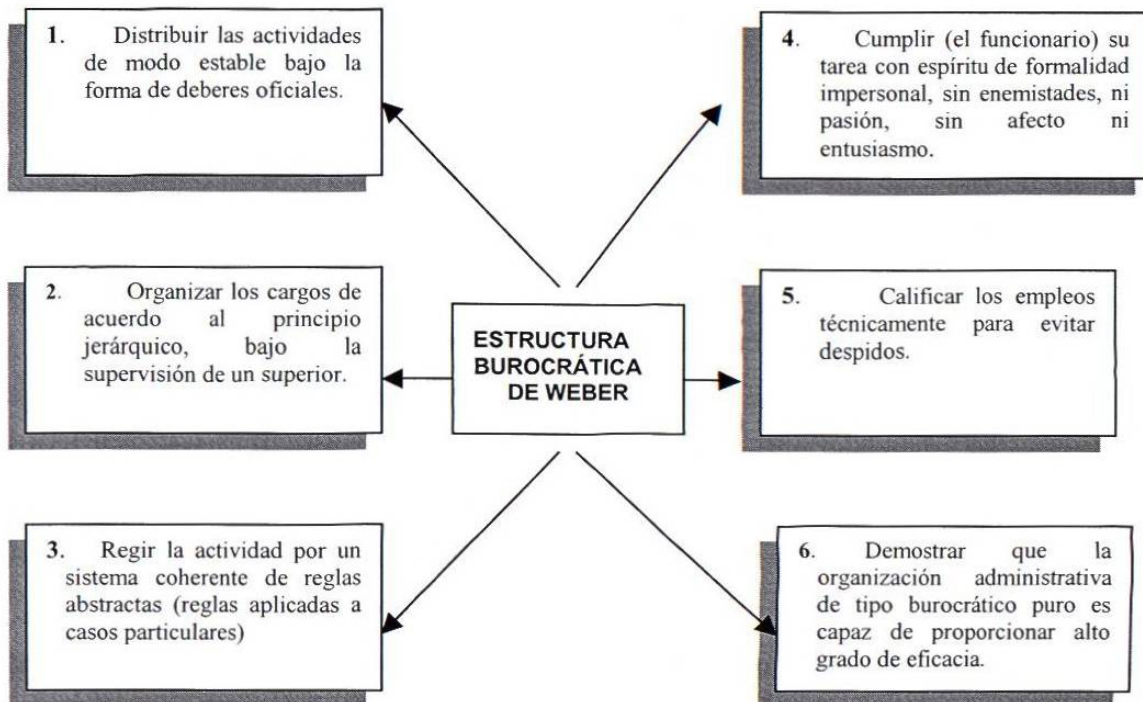 1. Distribuir las actividades
de modo estable bajo la
forma de deberes oficiales.
2. Organizar los cargos de
acuerdo al principio
jerárquico, bajo la
supervisión de un superior.
3. Regir la actividad por un
sistema coherente de reglas
abstractas (reglas aplicadas a
casos particulares)
ESTRUCTURA
BUROCRÁTICA
DE WEBER
4. Cumplir (el funcionario) su
tarea con espíritu de formalidad
impersonal, sin enemistades, ni
pasión, sin afecto ni
entusiasmo.
5. Calificar los empleos
técnicamente para evitar
despidos.
6. Demostrar que la
organización administrativa
de tipo burocrático puro es
capaz de proporcionar alto
grado de eficacia.